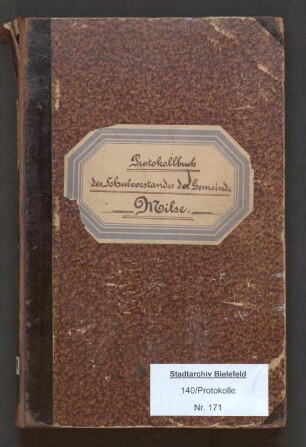 Protokollbuch
des Schulvorstandes der Gemeinde
Milse.
Stadtarchiv Bielefeld
140/Protokolle
Nr. 171